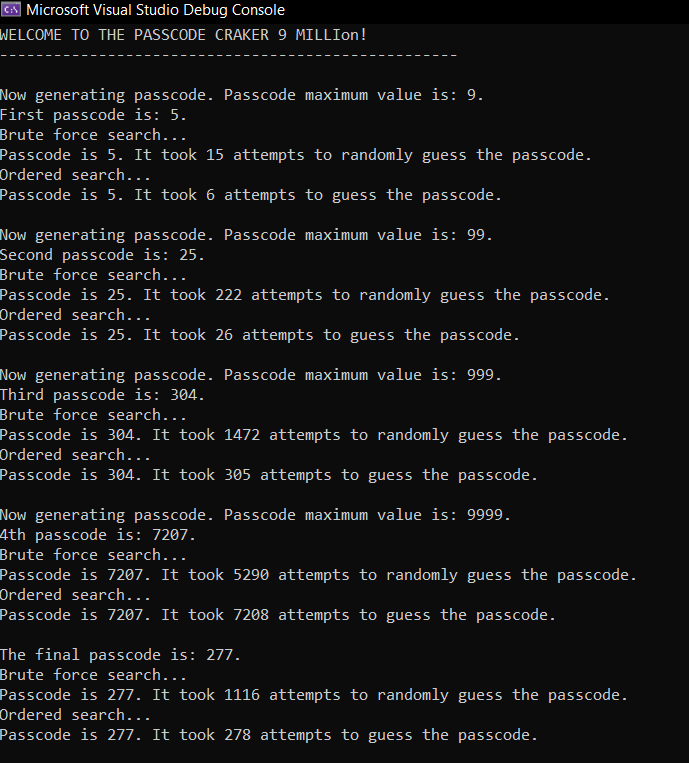 Microsoft Visual Studio Debug Console
WELCOME TO THE PASSCODE CRAKER 9 MILLIon!
---------------------------------------------------
Now generating passcode. Passcode maximum value is: 9.
First passcode is: 5.
Brute force search...
Passcode is 5. It took 15 attempts to randomly guess the passcode.
Ordered search...
Passcode is 5. It took 6 attempts to guess the passcode.
Now generating passcode. Passcode maximum value is: 99.
Second passcode is: 25.
Brute force search...
Passcode is 25. It took 222 attempts to randomly guess the passcode.
Ordered search...
Passcode is 25. It took 26 attempts to guess the passcode.
Now generating passcode. Passcode maximum value is: 999.
Third passcode is: 304.
Brute force search...
Passcode is 304. It took 1472 attempts to randomly guess the passcode.
Ordered search...
Passcode is 304. It took 305 attempts to guess the passcode.
Now generating passcode. Passcode maximum value is: 9999.
4th passcode is: 7207.
Brute force search...
Passcode is 7207. It took 5290 attempts to randomly guess the passcode.
Ordered search...
Passcode is 7207. It took 7208 attempts to guess the passcode.
The final passcode is: 277.
Brute force search...
Passcode is 277. It took 1116 attempts to randomly guess the passcode.
Ordered search...
Passcode is 277. It took 278 attempts to guess the passcode.